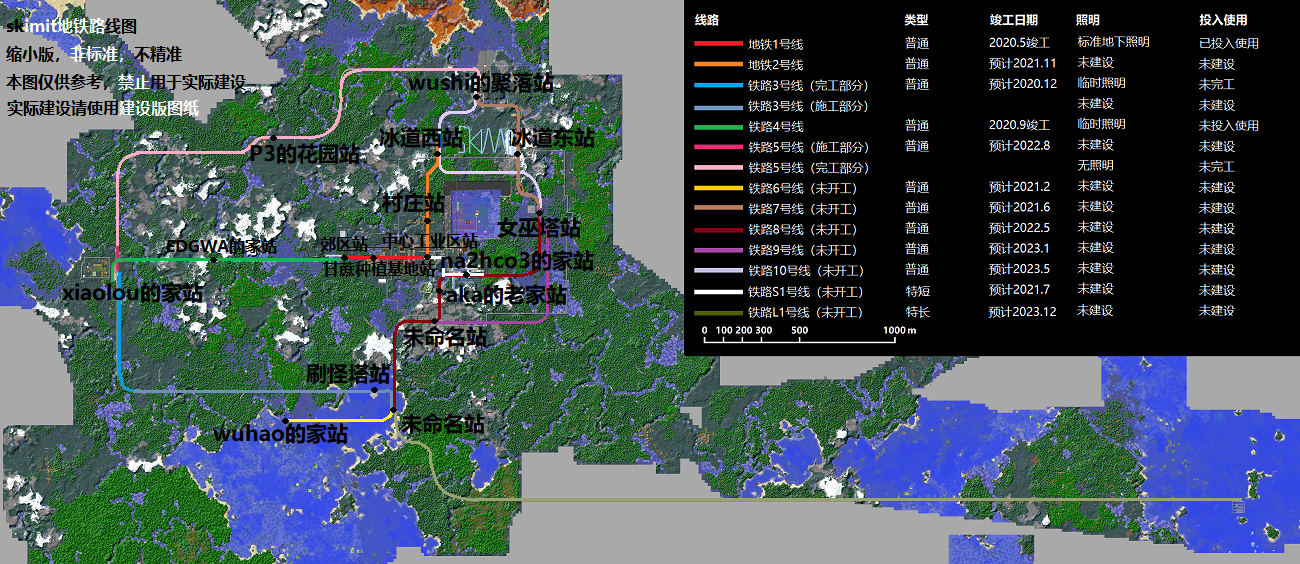 skimit地铁路线图
缩小版，非标准，不精准
本图仅供参考，禁止用于实际建设
实际建设请使用建设版图纸
线路 类型 竣工日期 照明 投入使用
地铁1号线 普通 2020.5竣工 标准地下照明 已投入使用
地铁2号线 普通 预计2021.11 未建设 未建设
铁路3号线（完工部分） 普通 预计2020.12 临时照明 未完工
铁路3号线（施工部分） 未建设 未建设
铁路4号线 普通 2020.9竣工 临时照明 未投入使用
铁路5号线（施工部分） 普通 预计2022.8 未建设 未建设
铁路5号线（完工部分） 无照明 未完工
铁路6号线（未开工） 普通 预计2021.2 未建设 未建设
铁路7号线（未开工） 普通 预计2021.6 未建设 未建设
铁路8号线（未开工） 普通 预计2022.5 未建设 未建设
铁路9号线（未开工） 普通 预计2023.1 未建设 未建设
铁路10号线（未开工） 普通 预计2023.5 未建设 未建设
铁路S1号线（未开工） 特短 预计2021.7 未建设 未建设
铁路L1号线（未开工） 特长 预计2023.12 未建设 未建设
0 100 200 300 500 1000 m
wushi的聚落站
冰道西站
冰道东站
P3的花园站
村庄站
女巫塔站
EDGWA的家站
郊区站
中心工业区站
甘蔗种植基地站
na2hco3的家站
xiaolou的家站
aka的老家站
未命名站
刷怪塔站
未命名站
wuhao的家站